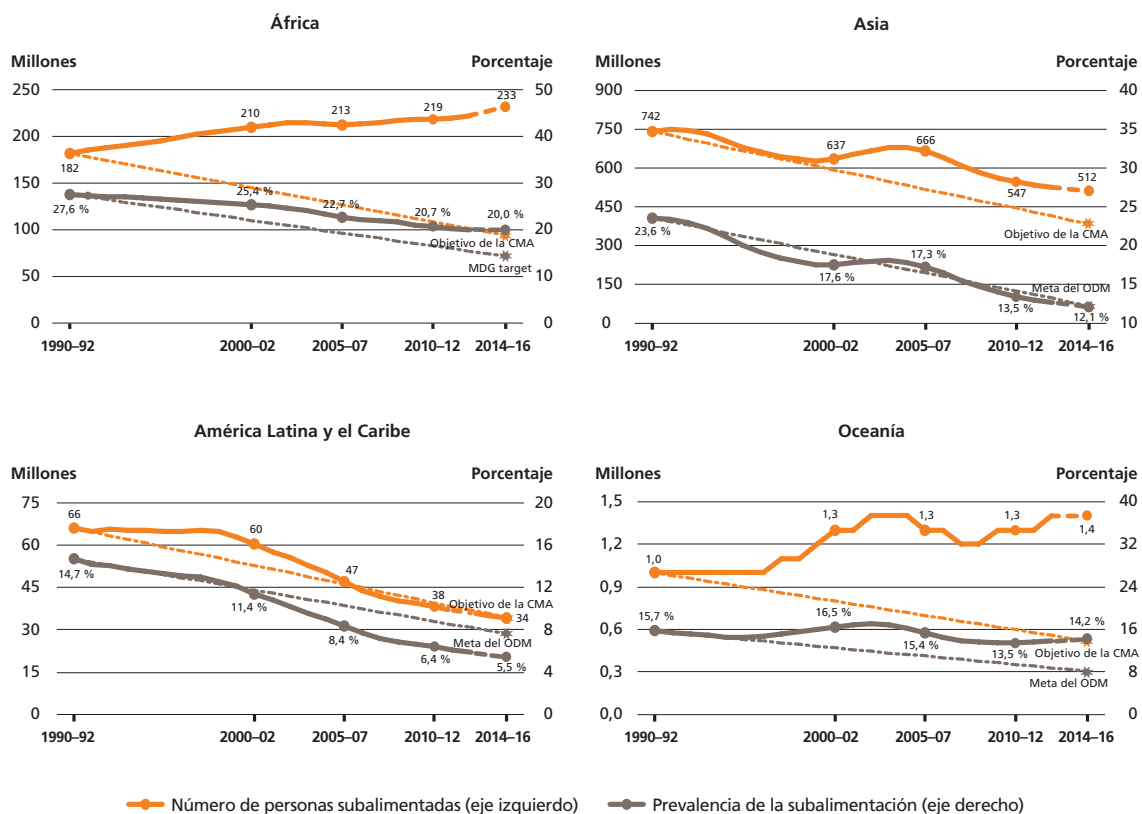 África
Millones Porcentaje
250 50
200 40
150 30
100 20
50 10
0 0
182 210 213 219 233
27,6 % 25,4 % 22,7 % 20,7 % 20,0 %
Objetivo de la CMA
MDG target
1990–92 2000–02 2005–07 2010–12 2014–16
Asia
Millones Porcentaje
900 40
750 35
600 30
450 25
300 20
150 15
0 10
742 637 666 547 512
Objetivo de la CMA
23,6 % 17,6 % 17,3 % 13,5 % 12,1 %
Meta del ODM
1990–92 2000–02 2005–07 2010–12 2014–16
América Latina y el Caribe
Millones Porcentaje
75 20
60 16
45 12
30 8
15 4
0 0
66 60 47 38 34
Objetivo de la CMA
14,7 % 11,4 % 8,4 % 6,4 % 5,5 %
Meta del ODM
1990–92 2000–02 2005–07 2010–12 2014–16
Oceanía
Millones Porcentaje
1,5 40
1,2 32
0,9 24
0,6 16
0,3 8
0,0 0
1,0 1,3 1,3 1,3 1,4
15,7 % 16,5 % 15,4 % 13,5 % 14,2 %
Objetivo de la CMA
Meta del ODM
1990–92 2000–02 2005–07 2010–12 2014–16
Número de personas subalimentadas (eje izquierdo) Prevalencia de la subalimentación (eje derecho)